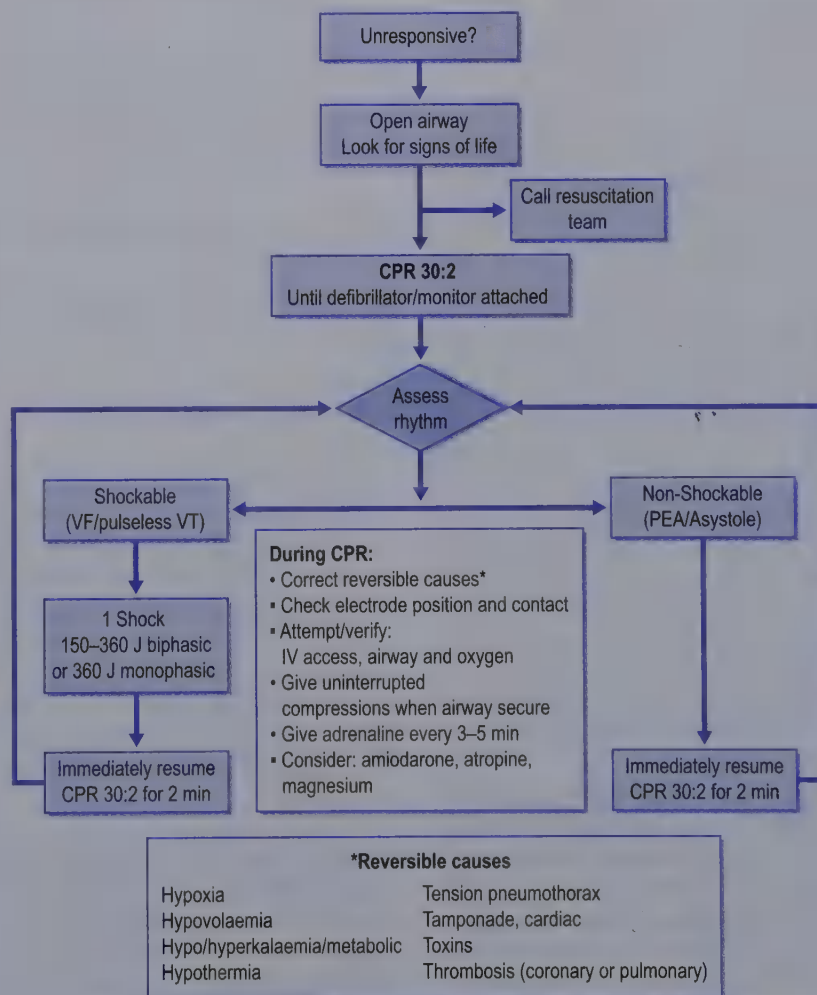 Unresponsive?
Open airway
Look for signs of life
Call resuscitation
team
CPR 30:2
Until defibrillator/monitor attached
Assess
rhythm
Shockable
(VF/pulseless VT)
Non-Shockable
(PEA/Asystole)
1 Shock
150–360 J biphasic
or 360 J monophasic
Immediately resume
CPR 30:2 for 2 min
During CPR:
• Correct reversible causes*
▪ Check electrode position and contact
▪ Attempt/verify:
IV access, airway and oxygen
• Give uninterrupted
compressions when airway secure
• Give adrenaline every 3–5 min
▪ Consider: amiodarone, atropine,
magnesium
Immediately resume
CPR 30:2 for 2 min
*Reversible causes
Hypoxia
Hypovolaemia
Hypo/hyperkalaemia/metabolic
Hypothermia
Tension pneumothorax
Tamponade, cardiac
Toxins
Thrombosis (coronary or pulmonary)